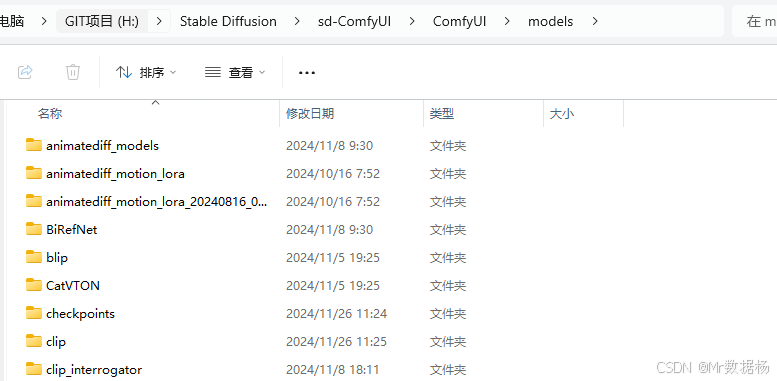 电脑 > GIT项目 (H:) > Stable Diffusion > sd-ComfyUI > ComfyUI > models > 在 m
排序 查看 ...
名称 修改日期 类型 大小
animatediff_models 2024/11/8 9:30 文件夹
animatediff_motion_lora 2024/10/16 7:52 文件夹
animatediff_motion_lora_20240816_0... 2024/10/16 7:52 文件夹
BiRefNet 2024/11/8 9:30 文件夹
blip 2024/11/5 19:25 文件夹
CatVTON 2024/11/5 19:25 文件夹
checkpoints 2024/11/26 11:24 文件夹
clip 2024/11/26 11:25 文件夹
clip_interrogator 2024/11/8 18:11 文件夹
CSDN @Mr数据杨